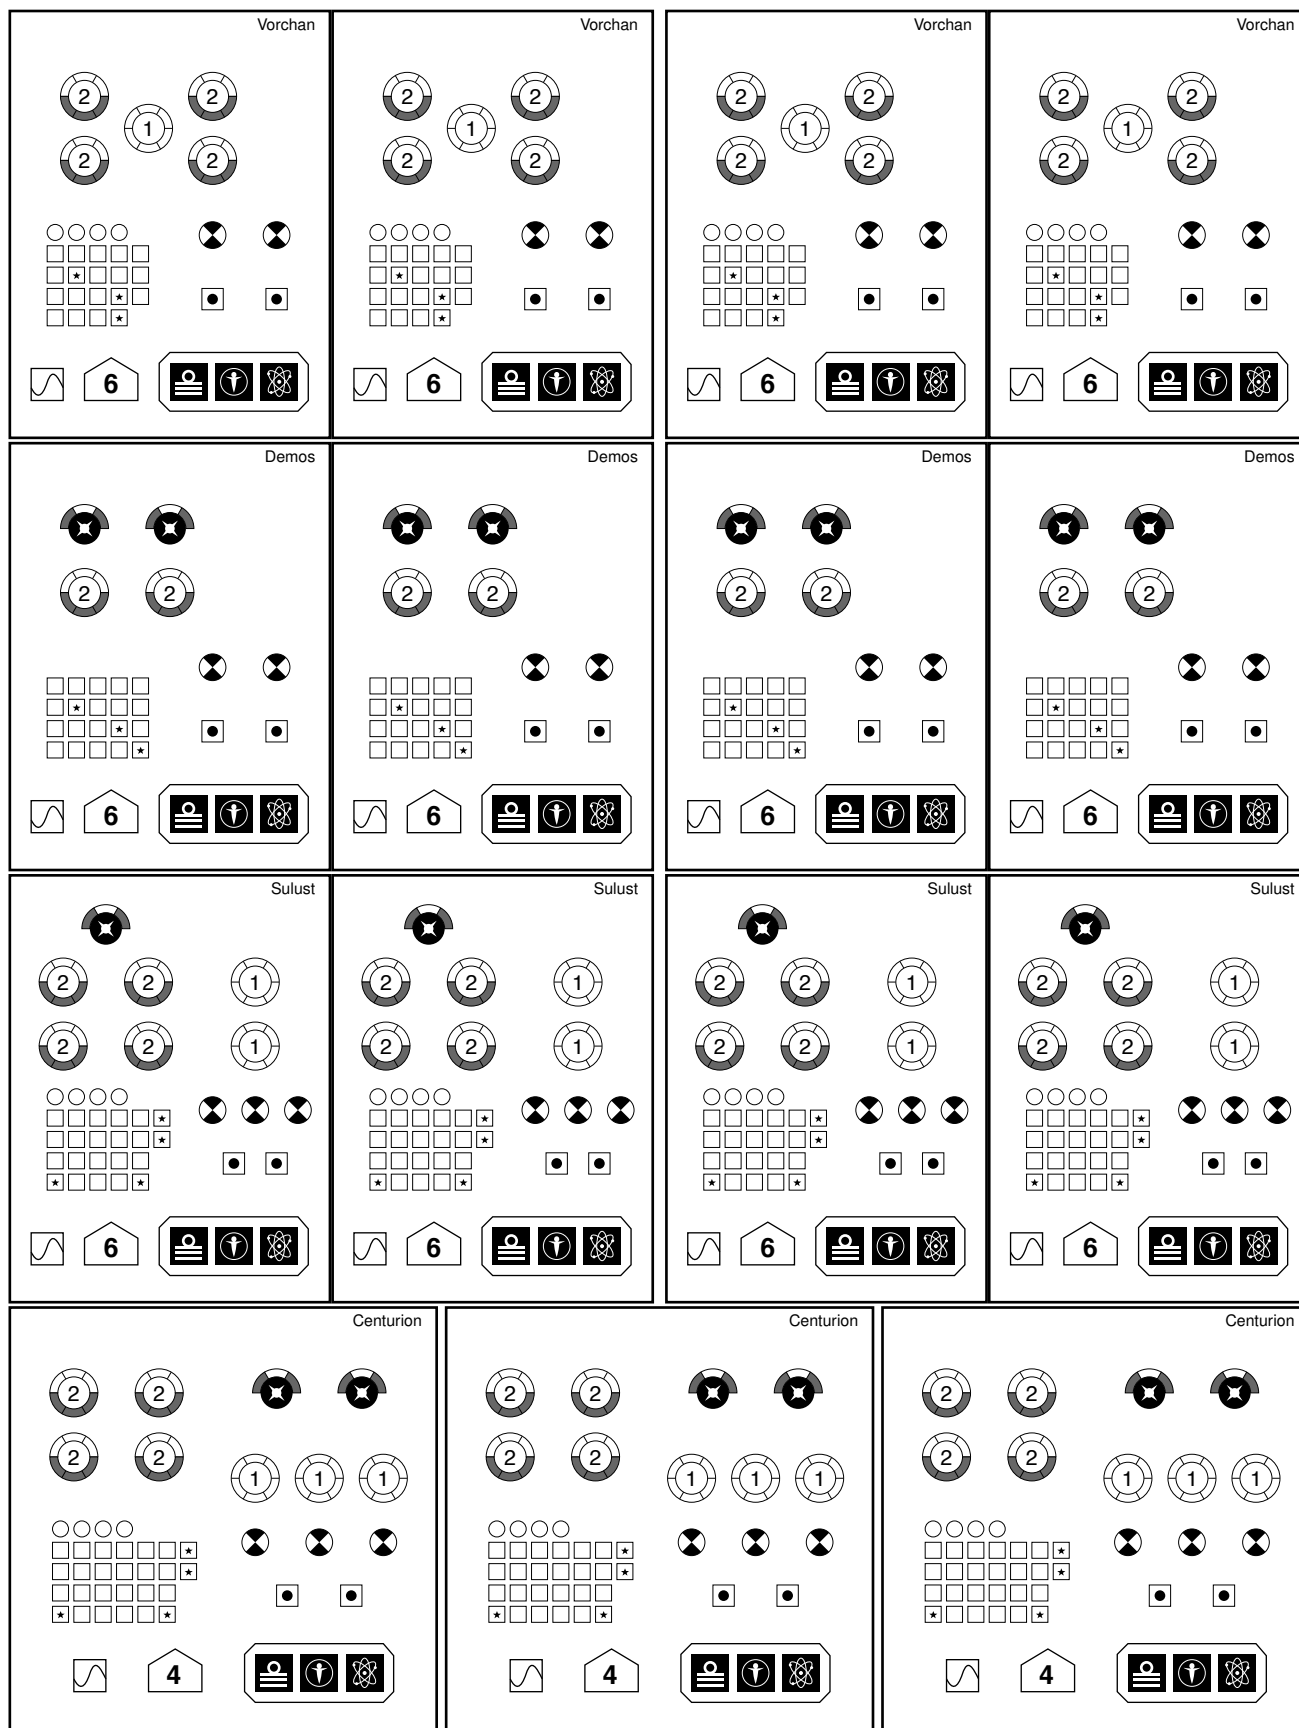 Vorchan Vorchan Vorchan Vorchan
2 2 2 2 2 2 2 2
1 1 1 1
2 2 2 2 2 2 2 2
6 6 6 6
Demos Demos Demos Demos
2 2 2 2 2 2 2 2
6 6 6 6
Sulust Sulust Sulust Sulust
2 2 1 2 2 1 2 2 1 2 2 1
2 2 1 2 2 1 2 2 1 2 2 1
6 6 6 6
Centurion Centurion Centurion
2 2 2 2 2 2
2 2 2 2 2 2
1 1 1 1 1 1 1 1 1
4 4 4